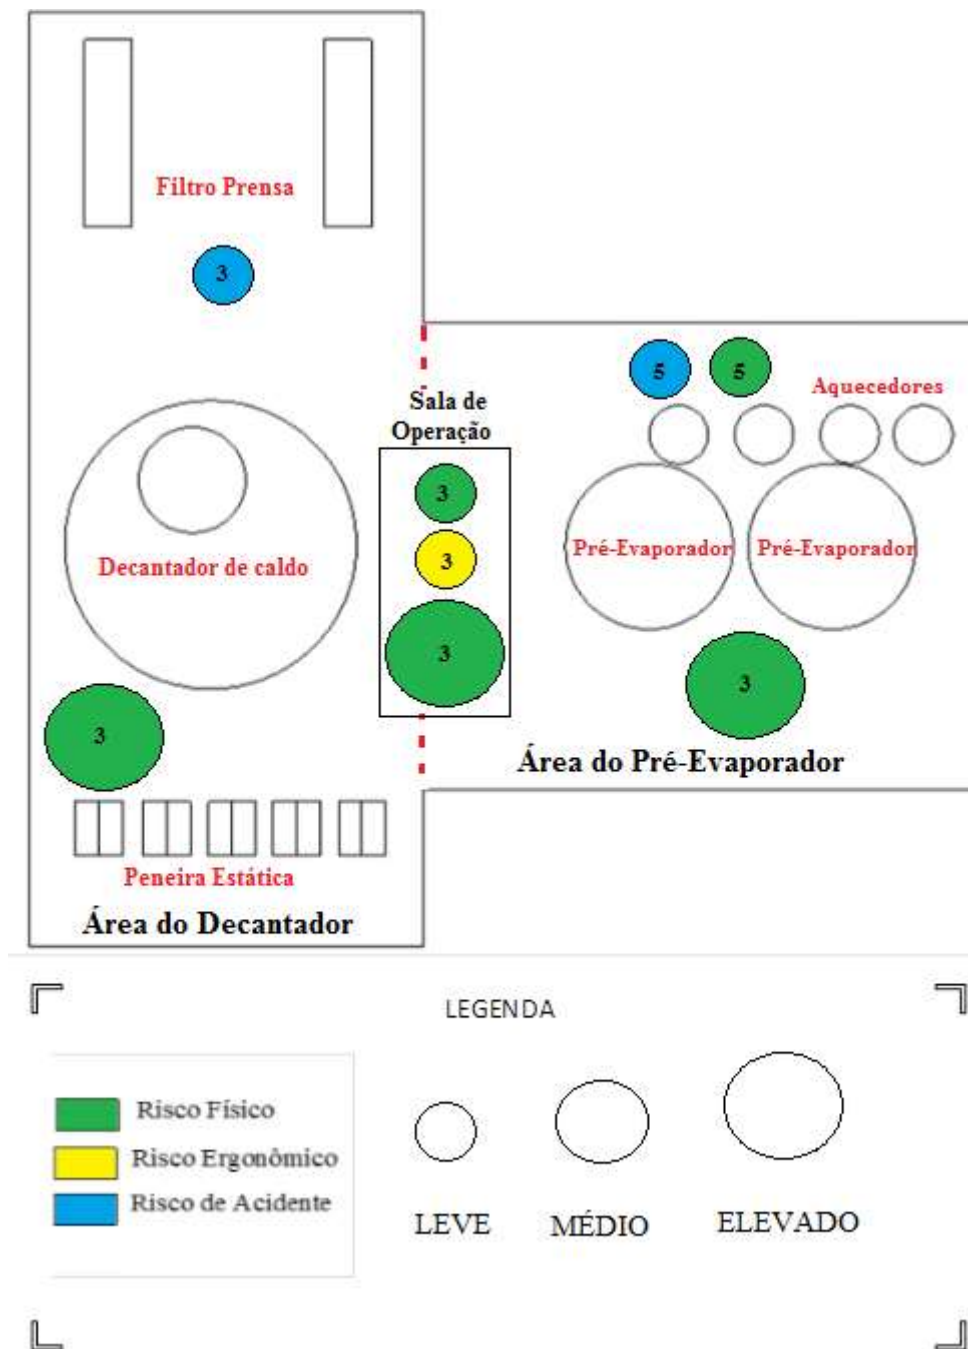 Filtro Prensa
3
5
5
Aquecedores
Sala de
Operação
3
3
3
Decantador de caldo
Pré-Evaporador
Pré-Evaporador
3
3
Área do Pré-Evaporador
Peneira Estática
Área do Decantador
LEGENDA
Risco Físico
Risco Ergonômico
Risco de Acidente
LEVE
MÉDIO
ELEVADO